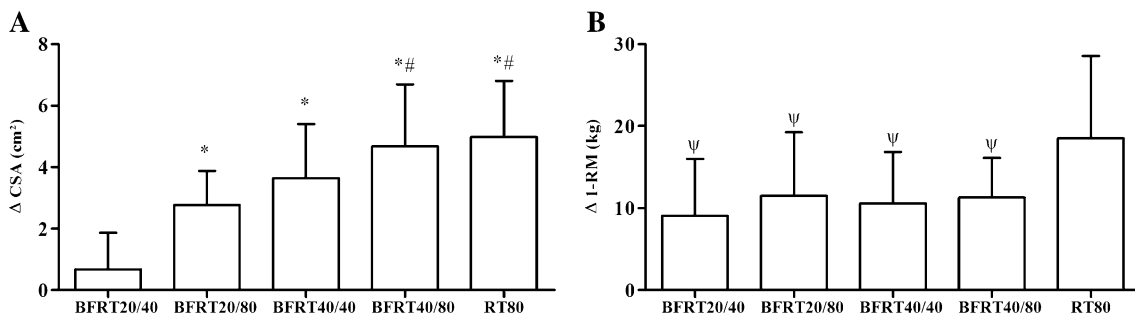 A
Δ CSA (cm²)
8
6
4
2
0
*
*
*#
*#
BFRT20/40 BFRT20/80 BFRT40/40 BFRT40/80 RT80
B
Δ 1-RM (kg)
30
20
10
0
ψ
ψ
ψ
ψ
BFRT20/40 BFRT20/80 BFRT40/40 BFRT40/80 RT80